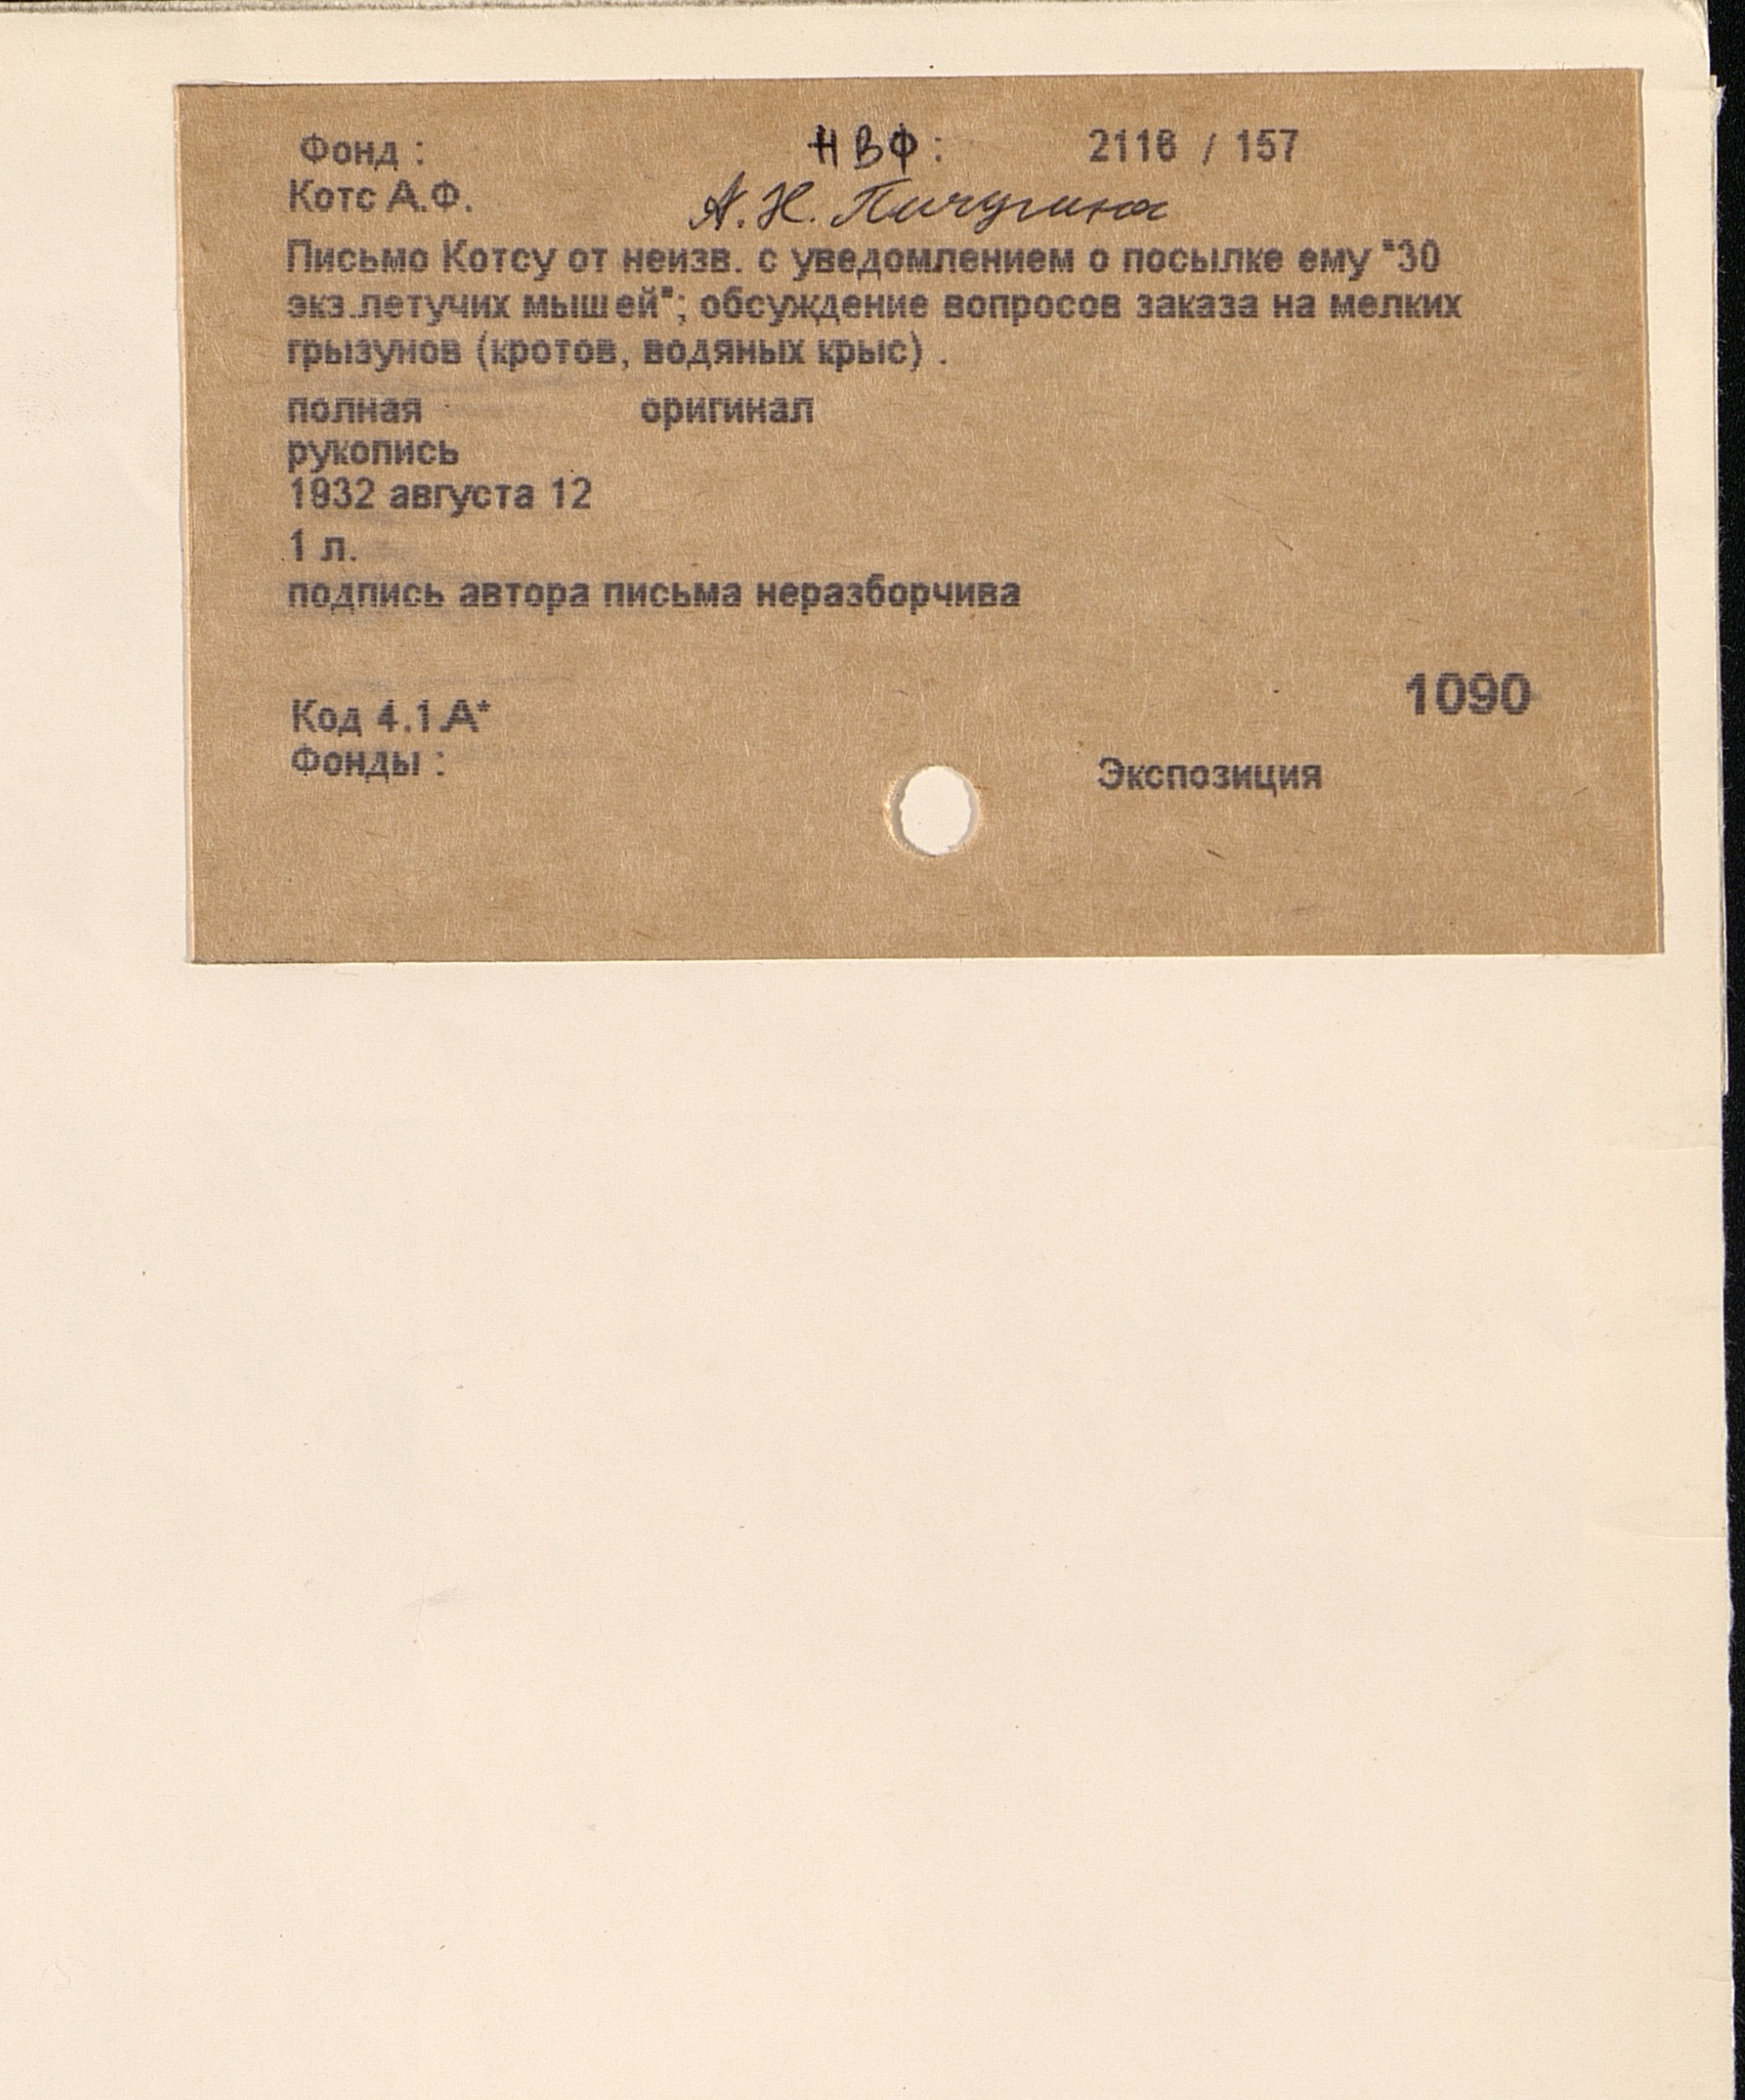 Фонд : НВФ : 2116 / 157
Котс А.Ф. А.Н. Пичугина
Письмо Котсу от неизв. с уведомлением о посылке ему "30
экз.летучих мышей"; обсуждение вопросов заказа на мелких
грызунов (кротов, водяных крыс) .
полная оригинал
рукопись
1932 августа 12
1 л.
подпись автора письма неразборчива
1090
Код 4.1.А*
Фонды : Экспозиция